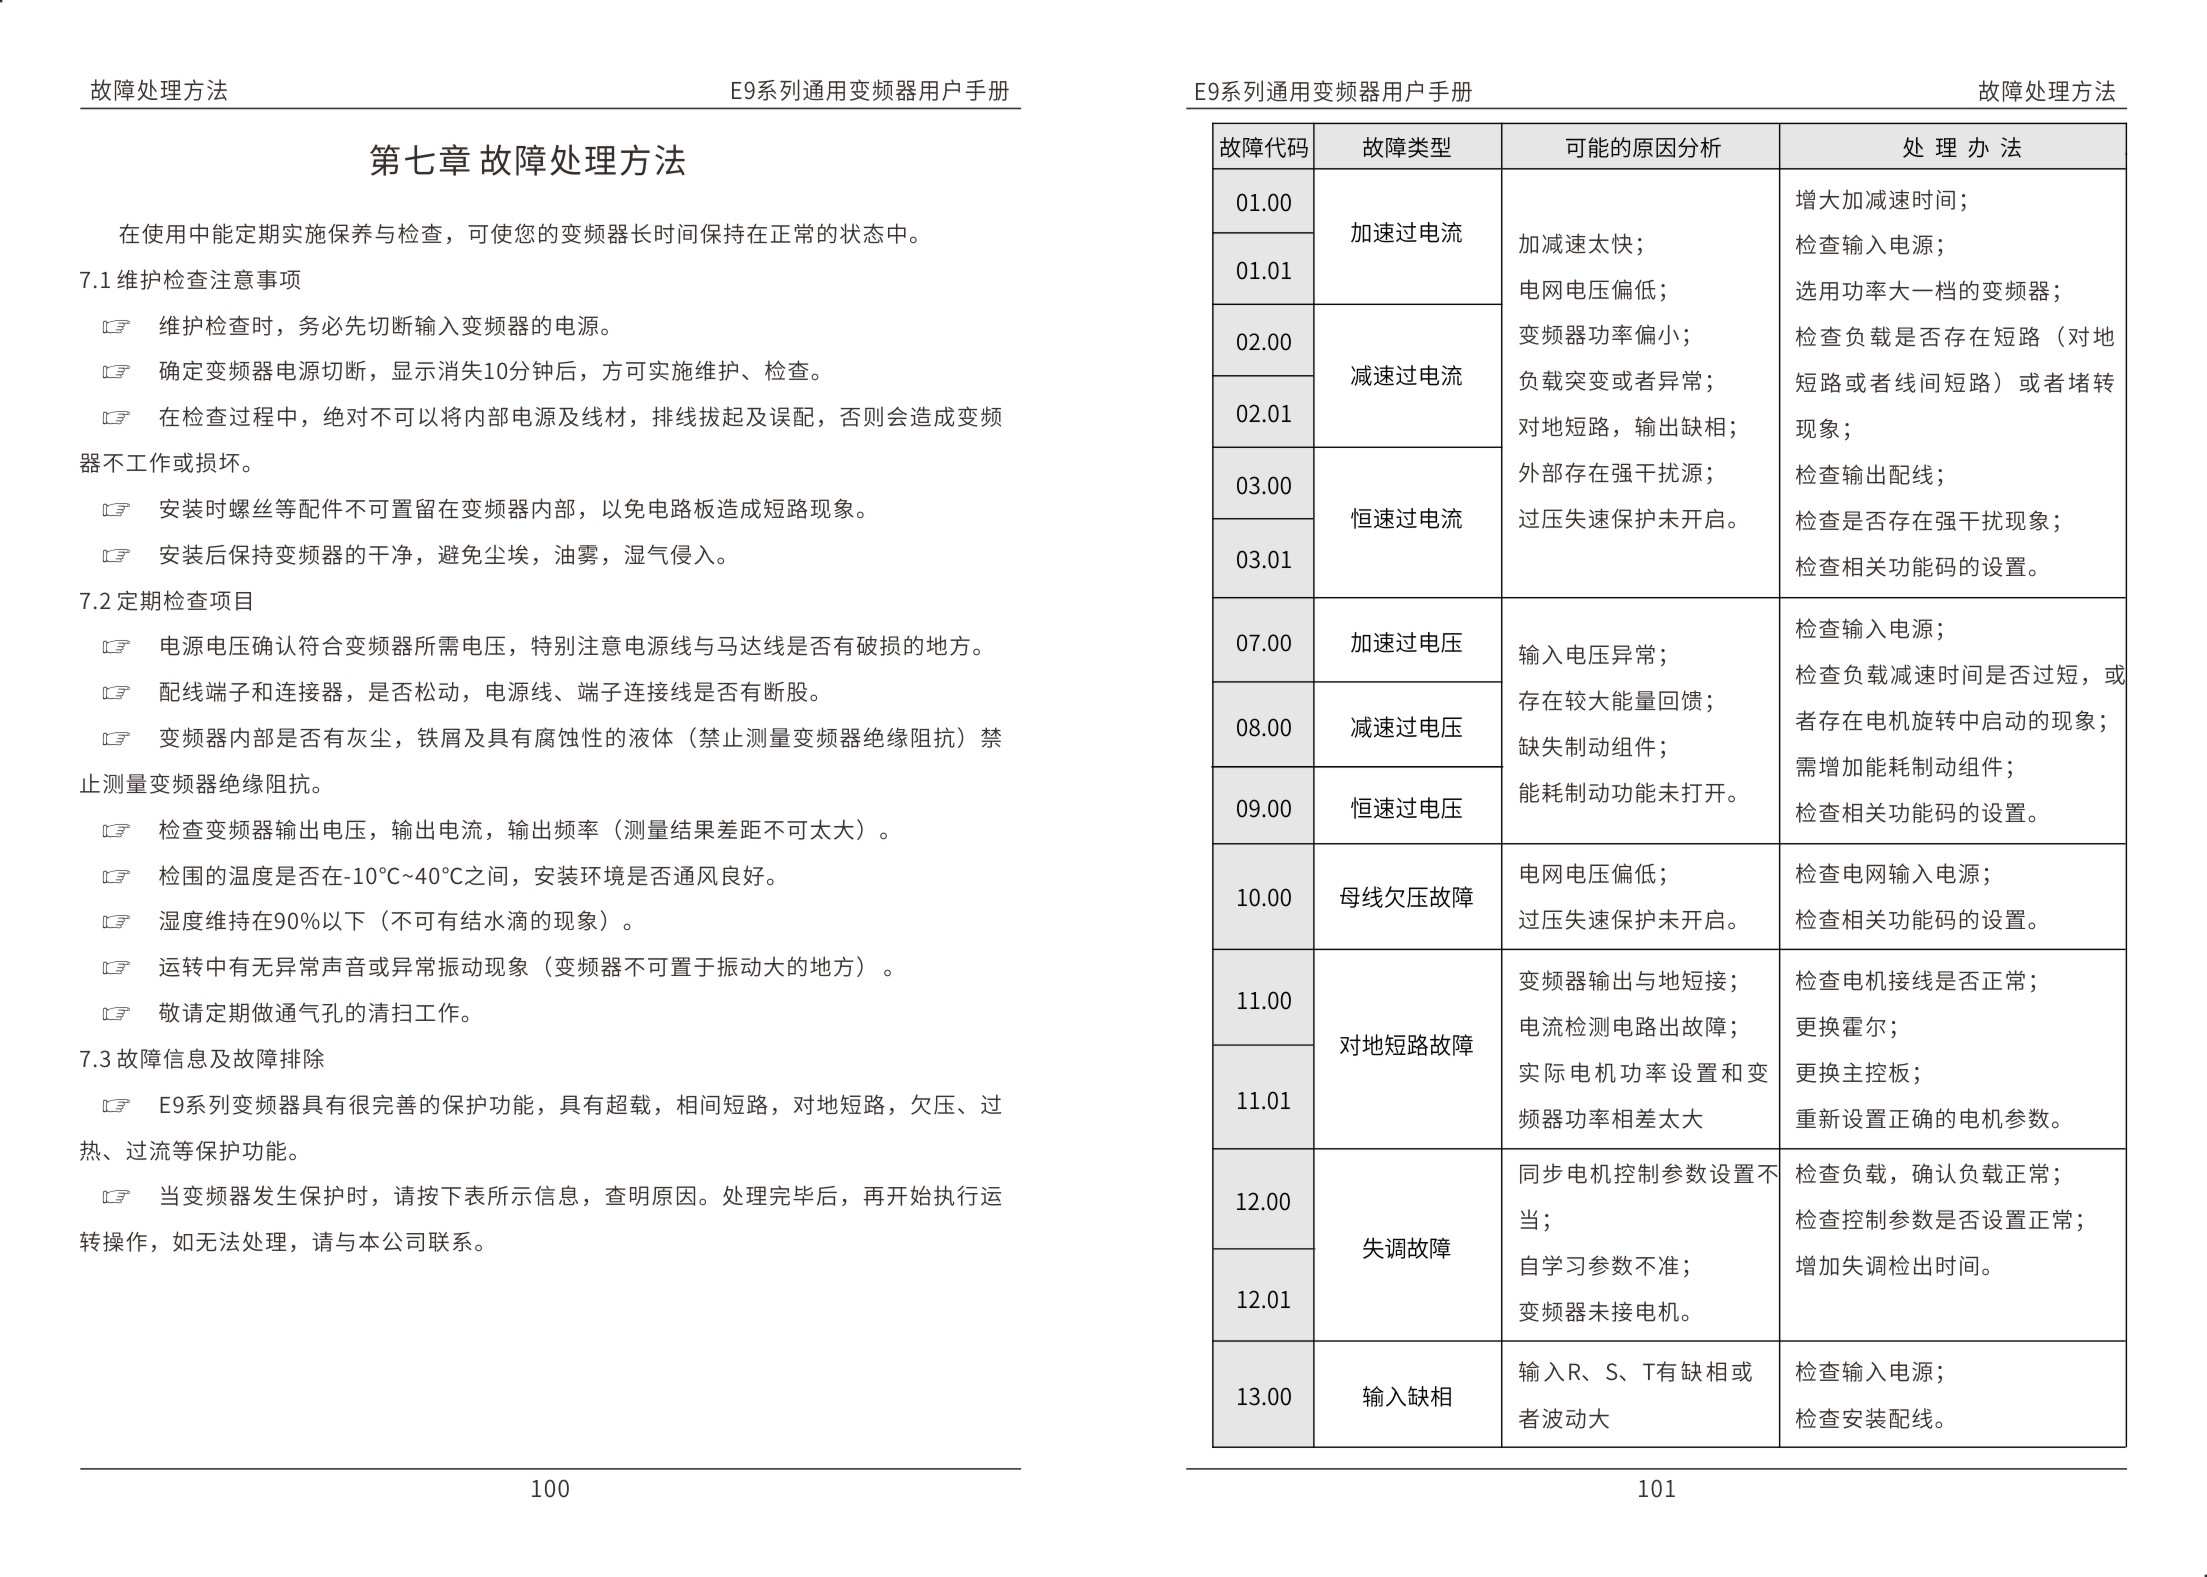 故障处理方法 E9系列通用变频器用户手册
第七章 故障处理方法
在使用中能定期实施保养与检查，可使您的变频器长时间保持在正常的状态中。
7.1 维护检查注意事项
☞ 维护检查时，务必先切断输入变频器的电源。
☞ 确定变频器电源切断，显示消失10分钟后，方可实施维护、检查。
☞ 在检查过程中，绝对不可以将内部电源及线材，排线拔起及误配，否则会造成变频
器不工作或损坏。
☞ 安装时螺丝等配件不可置留在变频器内部，以免电路板造成短路现象。
☞ 安装后保持变频器的干净，避免尘埃，油雾，湿气侵入。
7.2 定期检查项目
☞ 电源电压确认符合变频器所需电压，特别注意电源线与马达线是否有破损的地方。
☞ 配线端子和连接器，是否松动，电源线、端子连接线是否有断股。
☞ 变频器内部是否有灰尘，铁屑及具有腐蚀性的液体（禁止测量变频器绝缘阻抗）禁
止测量变频器绝缘阻抗。
☞ 检查变频器输出电压，输出电流，输出频率（测量结果差距不可太大）。
☞ 检围的温度是否在-10℃~40℃之间，安装环境是否通风良好。
☞ 湿度维持在90%以下（不可有结水滴的现象）。
☞ 运转中有无异常声音或异常振动现象（变频器不可置于振动大的地方） 。
☞ 敬请定期做通气孔的清扫工作。
7.3 故障信息及故障排除
☞ E9系列变频器具有很完善的保护功能，具有超载，相间短路，对地短路，欠压、过
热、过流等保护功能。
☞ 当变频器发生保护时，请按下表所示信息，查明原因。处理完毕后，再开始执行运
转操作，如无法处理，请与本公司联系。
100
E9系列通用变频器用户手册 故障处理方法
故障代码 故障类型 可能的原因分析 处 理 办 法
01.00
01.01
加速过电流
02.00
02.01
减速过电流
03.00
03.01
恒速过电流
加减速太快；
电网电压偏低；
变频器功率偏小；
负载突变或者异常；
对地短路，输出缺相；
外部存在强干扰源；
过压失速保护未开启。
增大加减速时间；
检查输入电源；
选用功率大一档的变频器；
检查负载是否存在短路（对地
短路或者线间短路）或者堵转
现象；
检查输出配线；
检查是否存在强干扰现象；
检查相关功能码的设置。
07.00 加速过电压
08.00 减速过电压
09.00 恒速过电压
输入电压异常；
存在较大能量回馈；
缺失制动组件；
能耗制动功能未打开。
检查输入电源；
检查负载减速时间是否过短，或
者存在电机旋转中启动的现象；
需增加能耗制动组件；
检查相关功能码的设置。
10.00 母线欠压故障
电网电压偏低；
过压失速保护未开启。
检查电网输入电源；
检查相关功能码的设置。
11.00
11.01
对地短路故障
变频器输出与地短接；
电流检测电路出故障；
实际电机功率设置和变
频器功率相差太大
检查电机接线是否正常；
更换霍尔；
更换主控板；
重新设置正确的电机参数。
12.00
12.01
失调故障
同步电机控制参数设置不
当；
自学习参数不准；
变频器未接电机。
检查负载，确认负载正常；
检查控制参数是否设置正常；
增加失调检出时间。
13.00 输入缺相
输入R、S、T有缺相或
者波动大
检查输入电源；
检查安装配线。
101